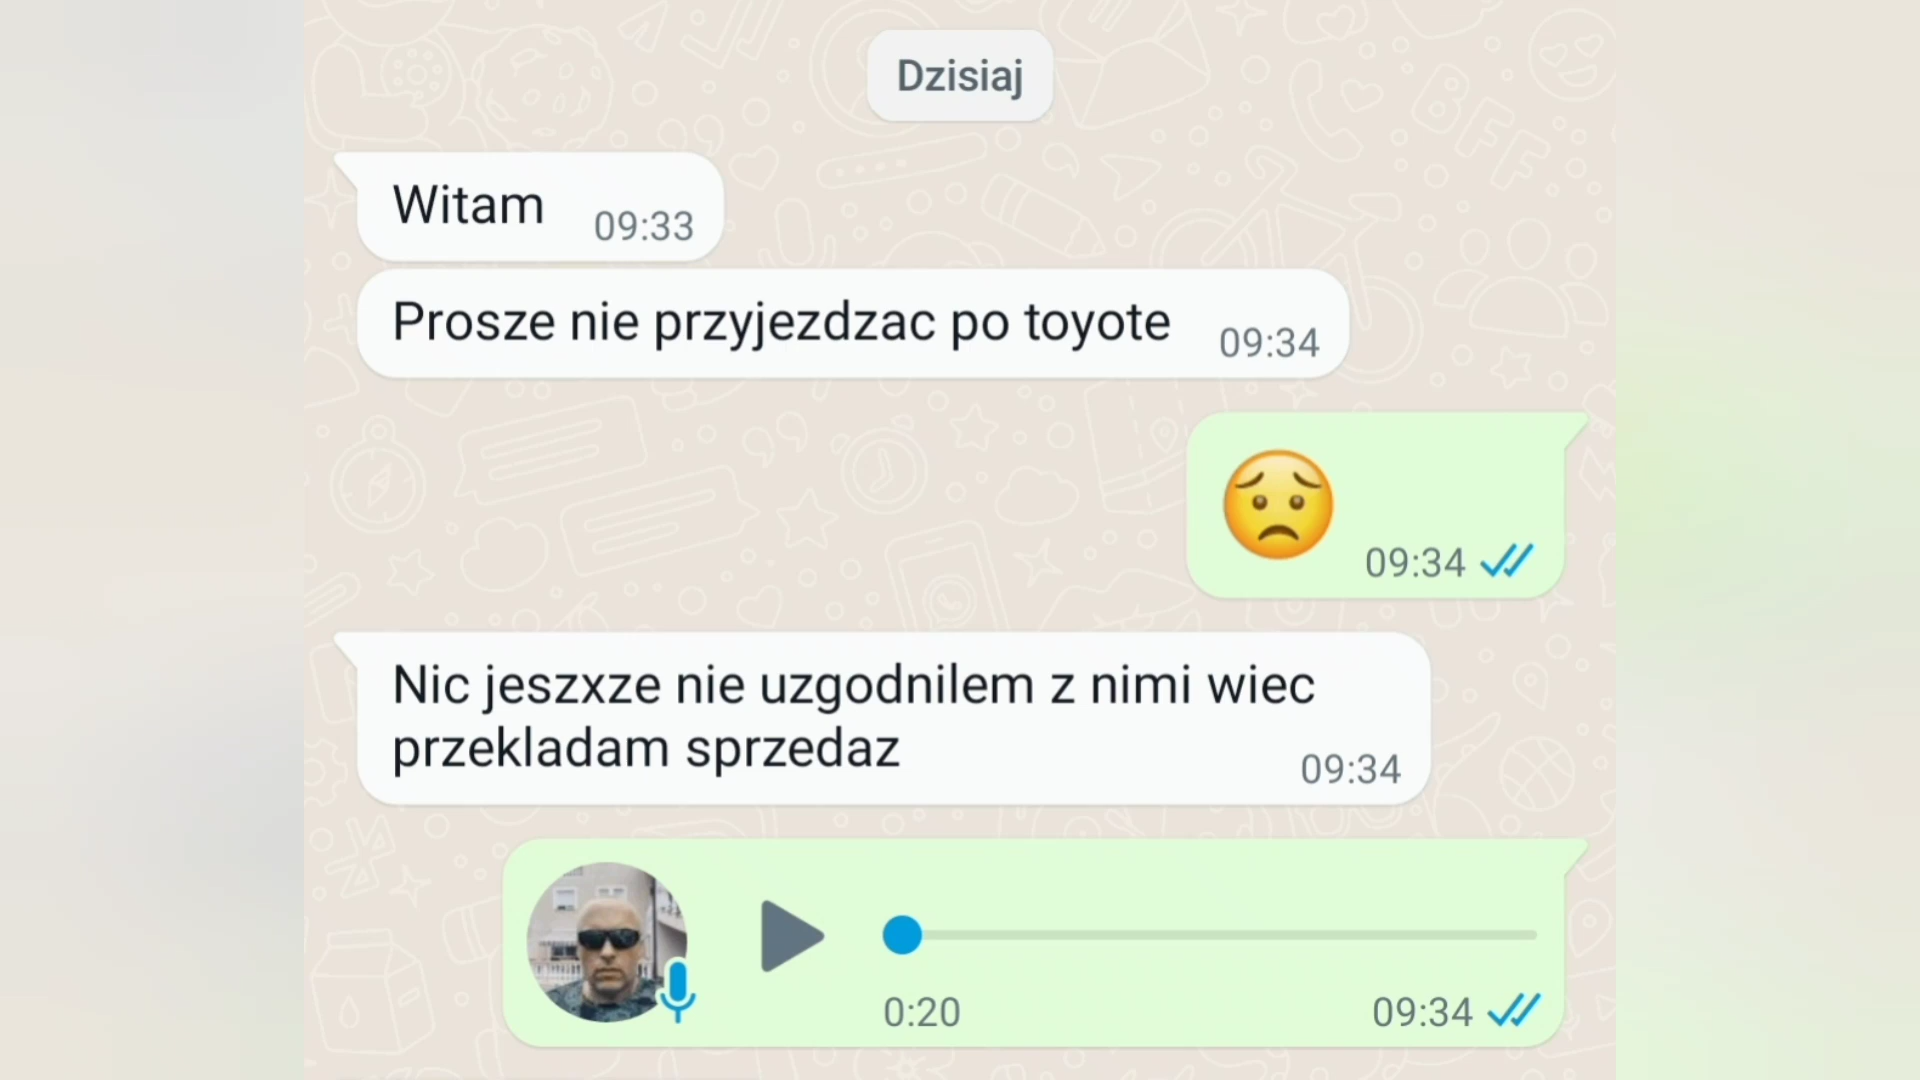 Dzisiaj
Witam 09:33
Prosze nie przyjezdzac po toyote 09:34
😟 09:34
Nic jeszxze nie uzgodnilem z nimi wiec
przekladam sprzedaz 09:34
0:20 09:34